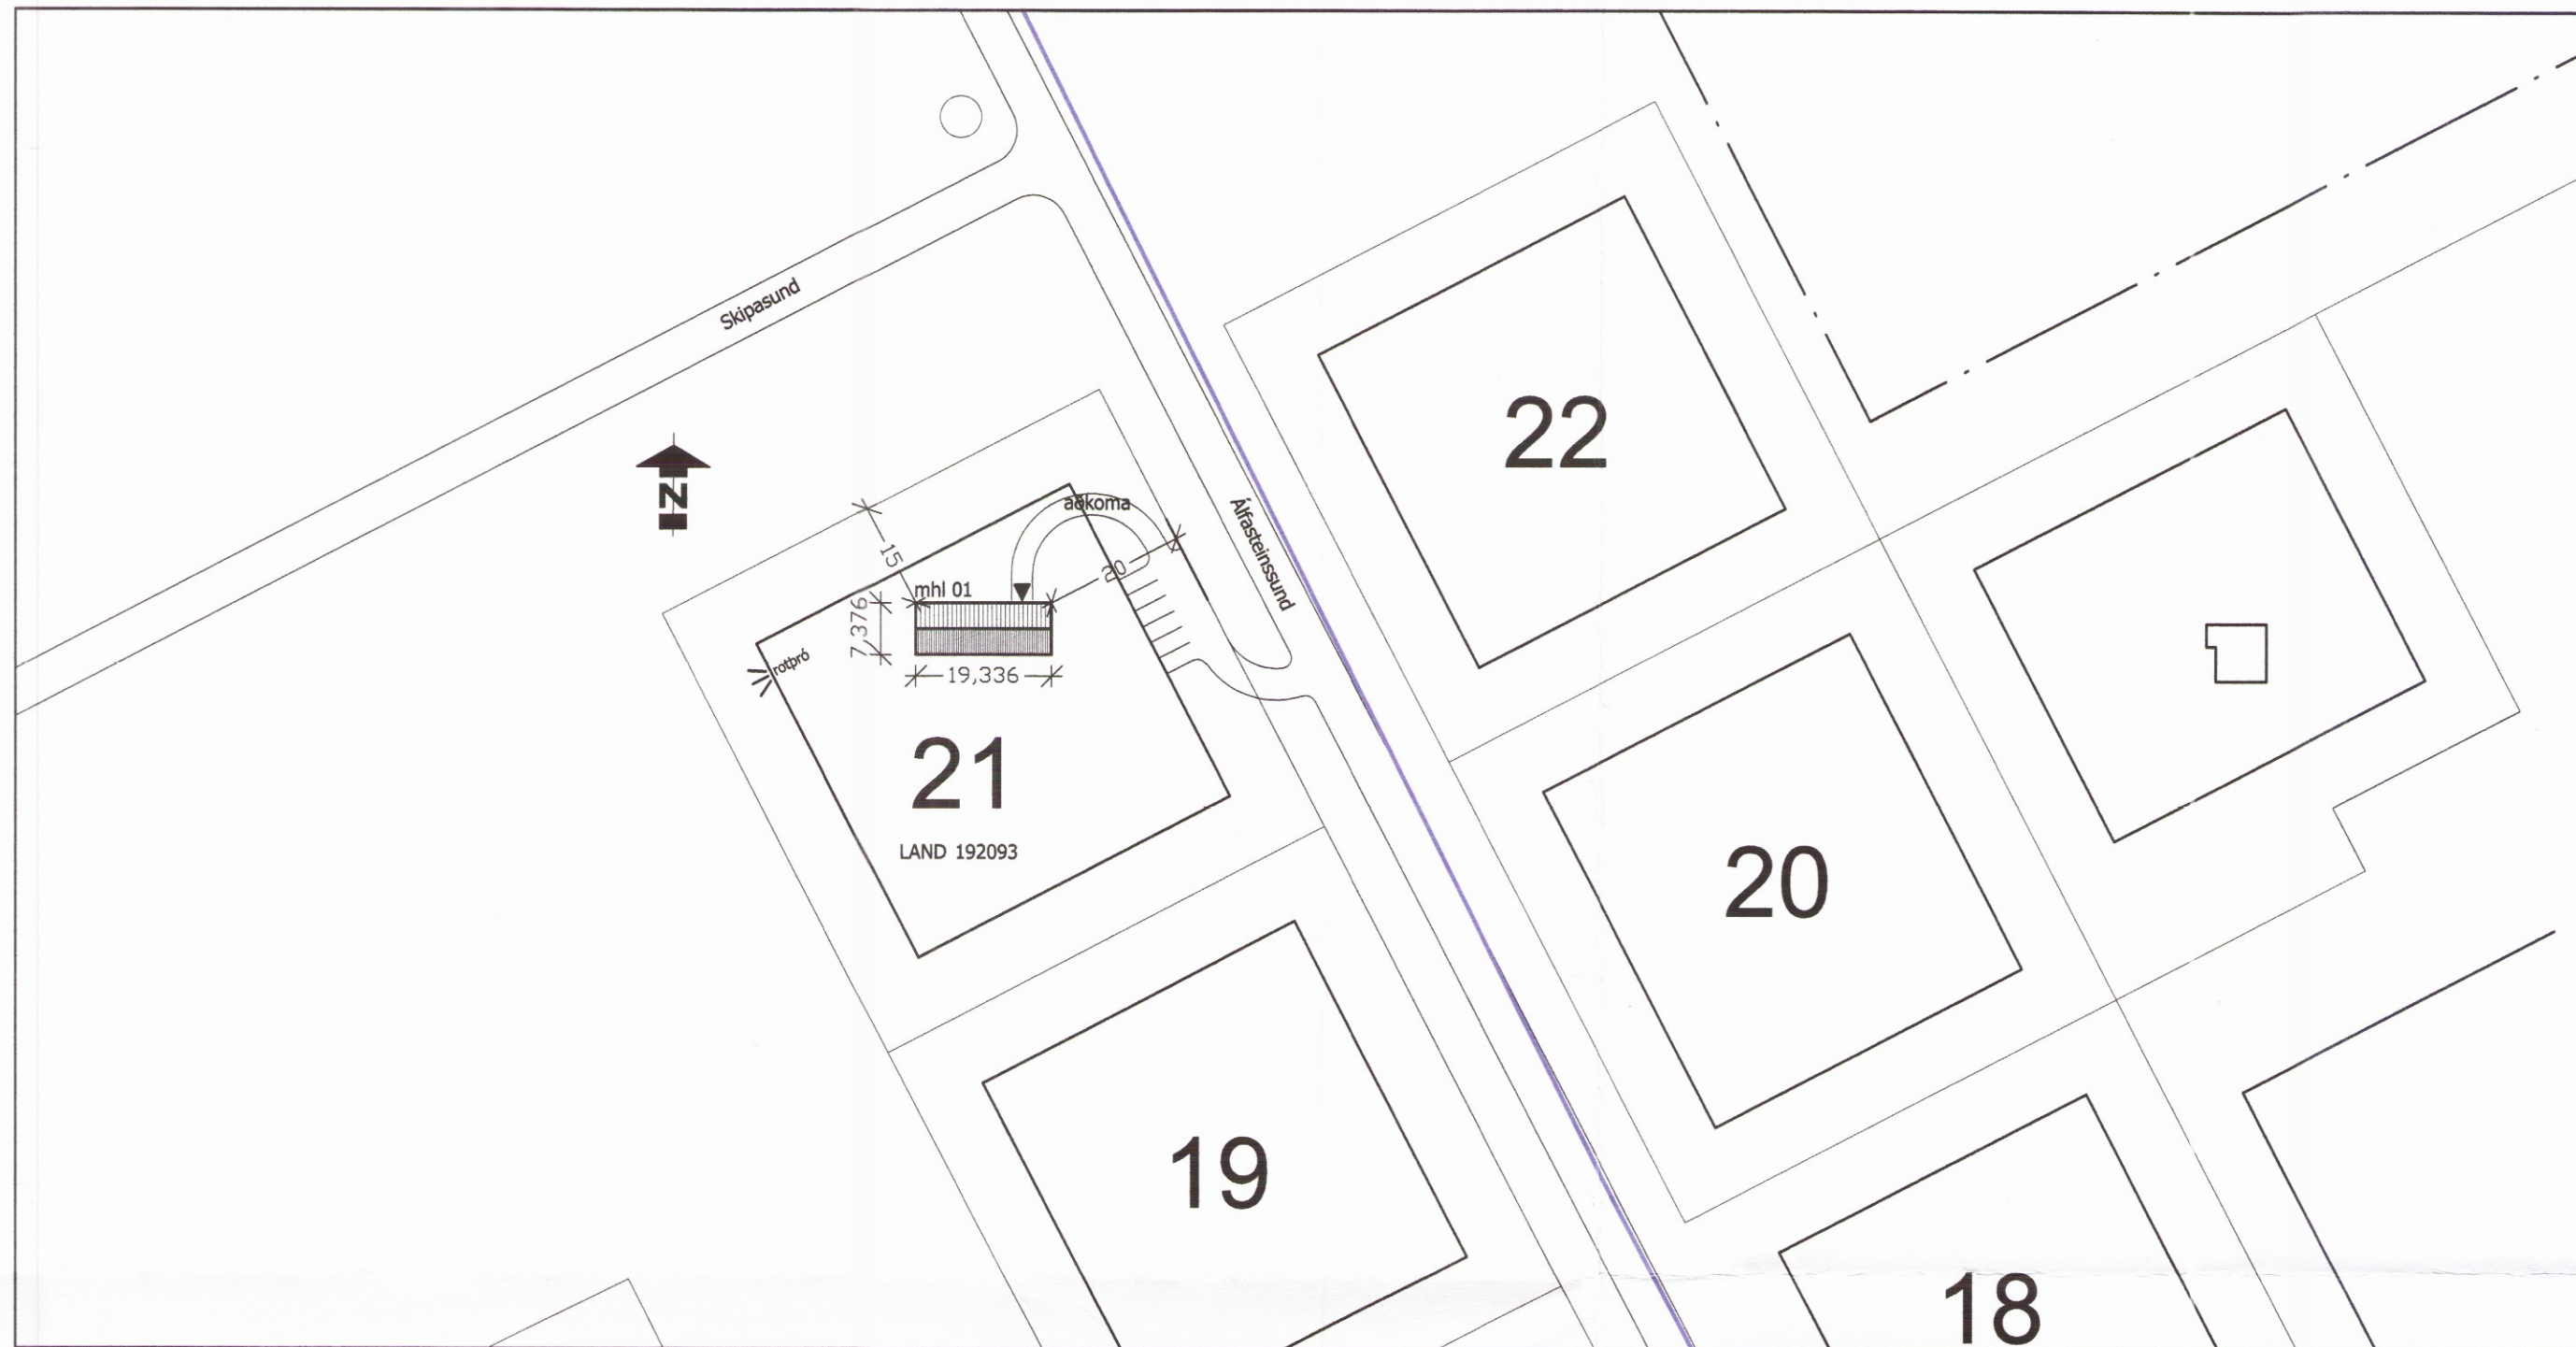 Skipasund
22
N
aðkoma
Álfasteinssund
15
20
mhl 01
7,376
rotþró
19,336
21
LAND 192093
20
19
18